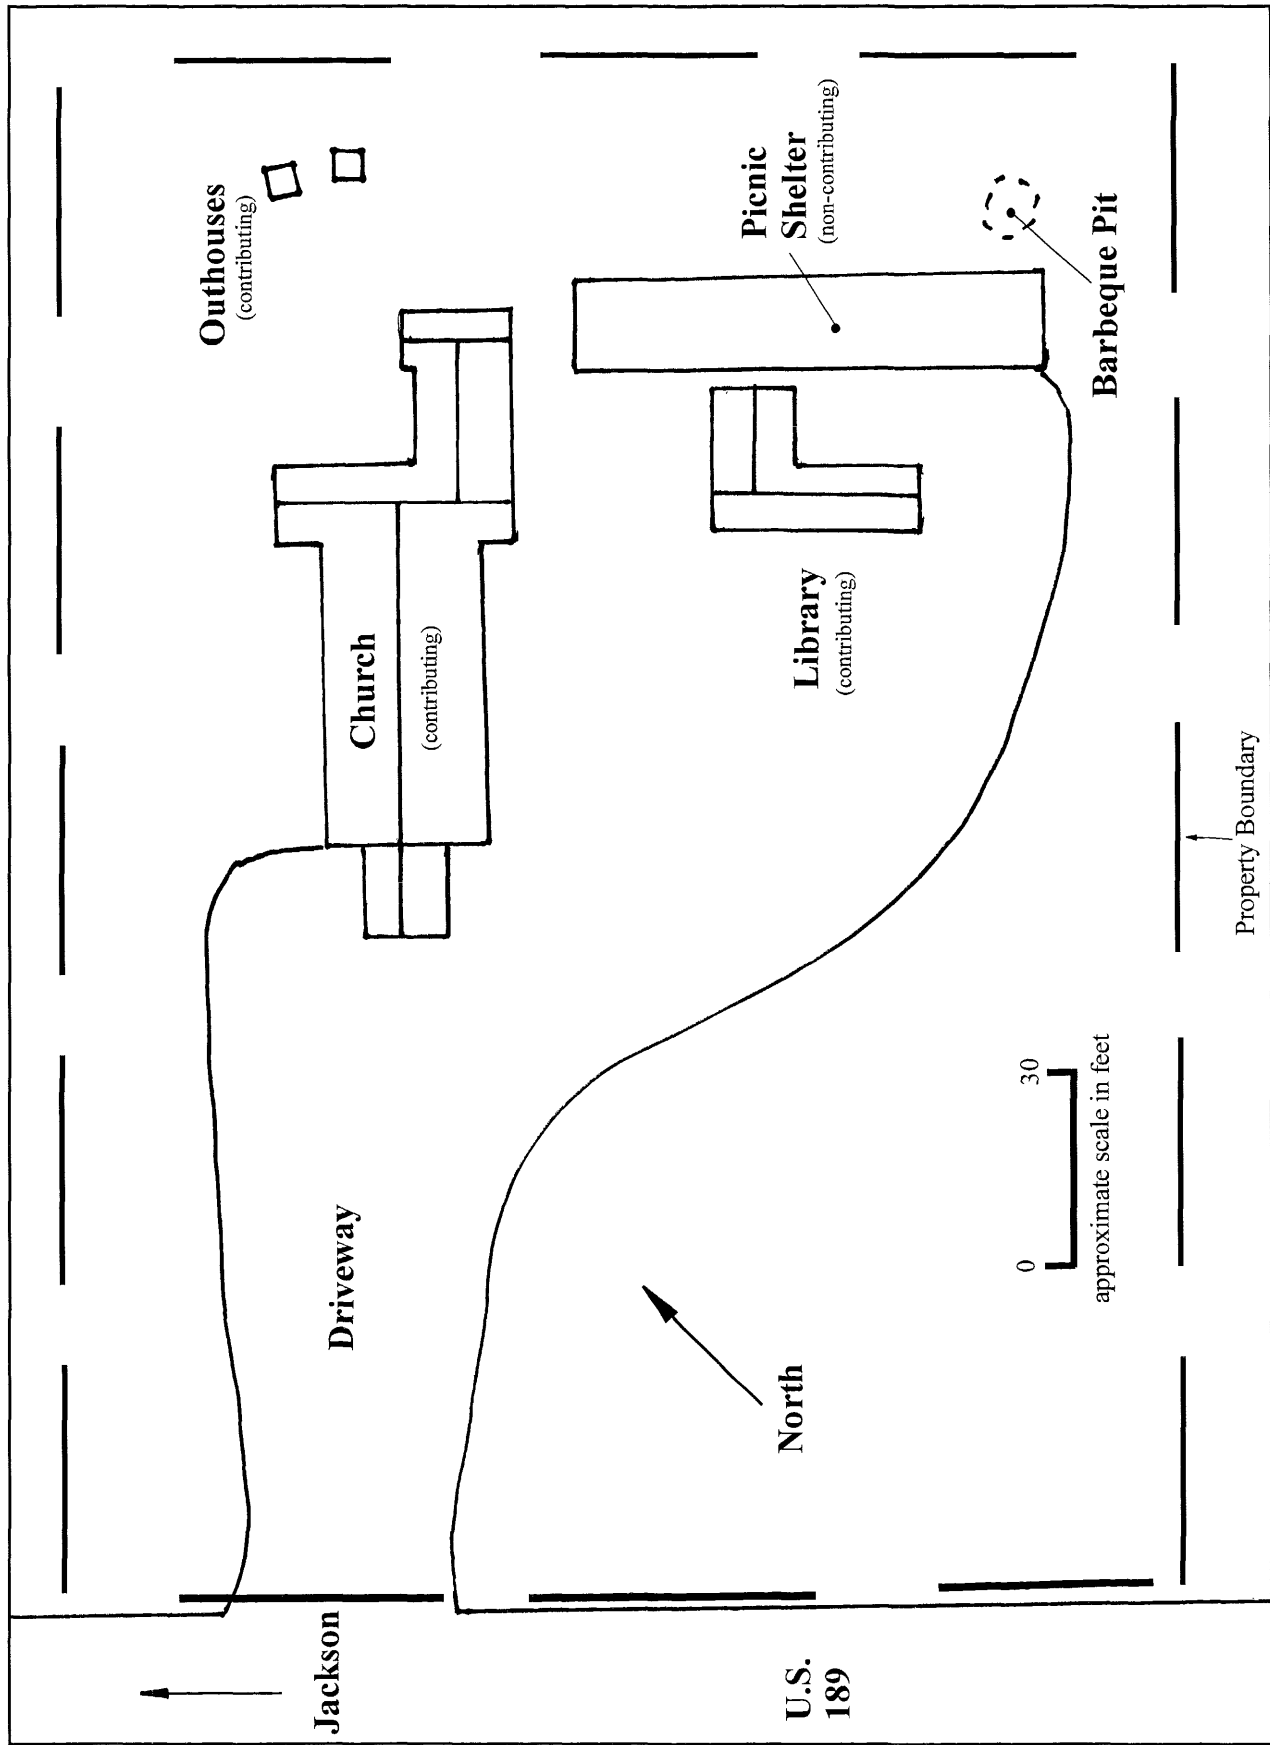 Outhouses
(contributing)
Picnic
Shelter
(non-contributing)
Barbeque Pit
Church
(contributing)
Library
(contributing)
Property Boundary
Driveway
North
0 30
approximate scale in feet
Jackson
U.S.
189